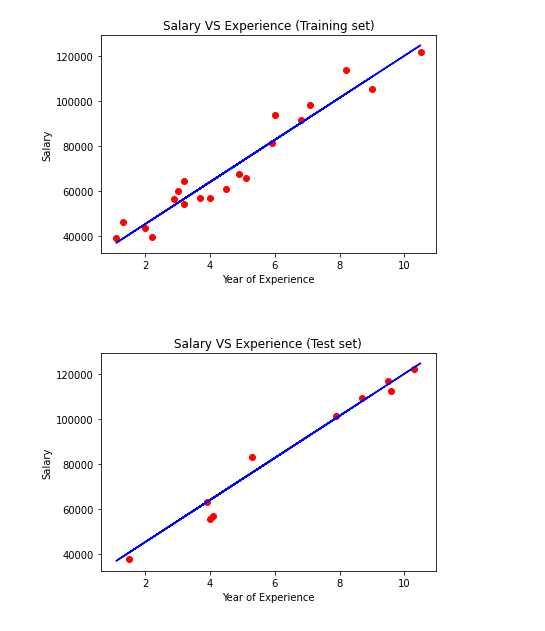 Salary VS Experience (Training set)
120000
100000
80000
60000
40000
Salary
2 4 6 8 10
Year of Experience
Salary VS Experience (Test set)
120000
100000
80000
60000
40000
Salary
2 4 6 8 10
Year of Experience